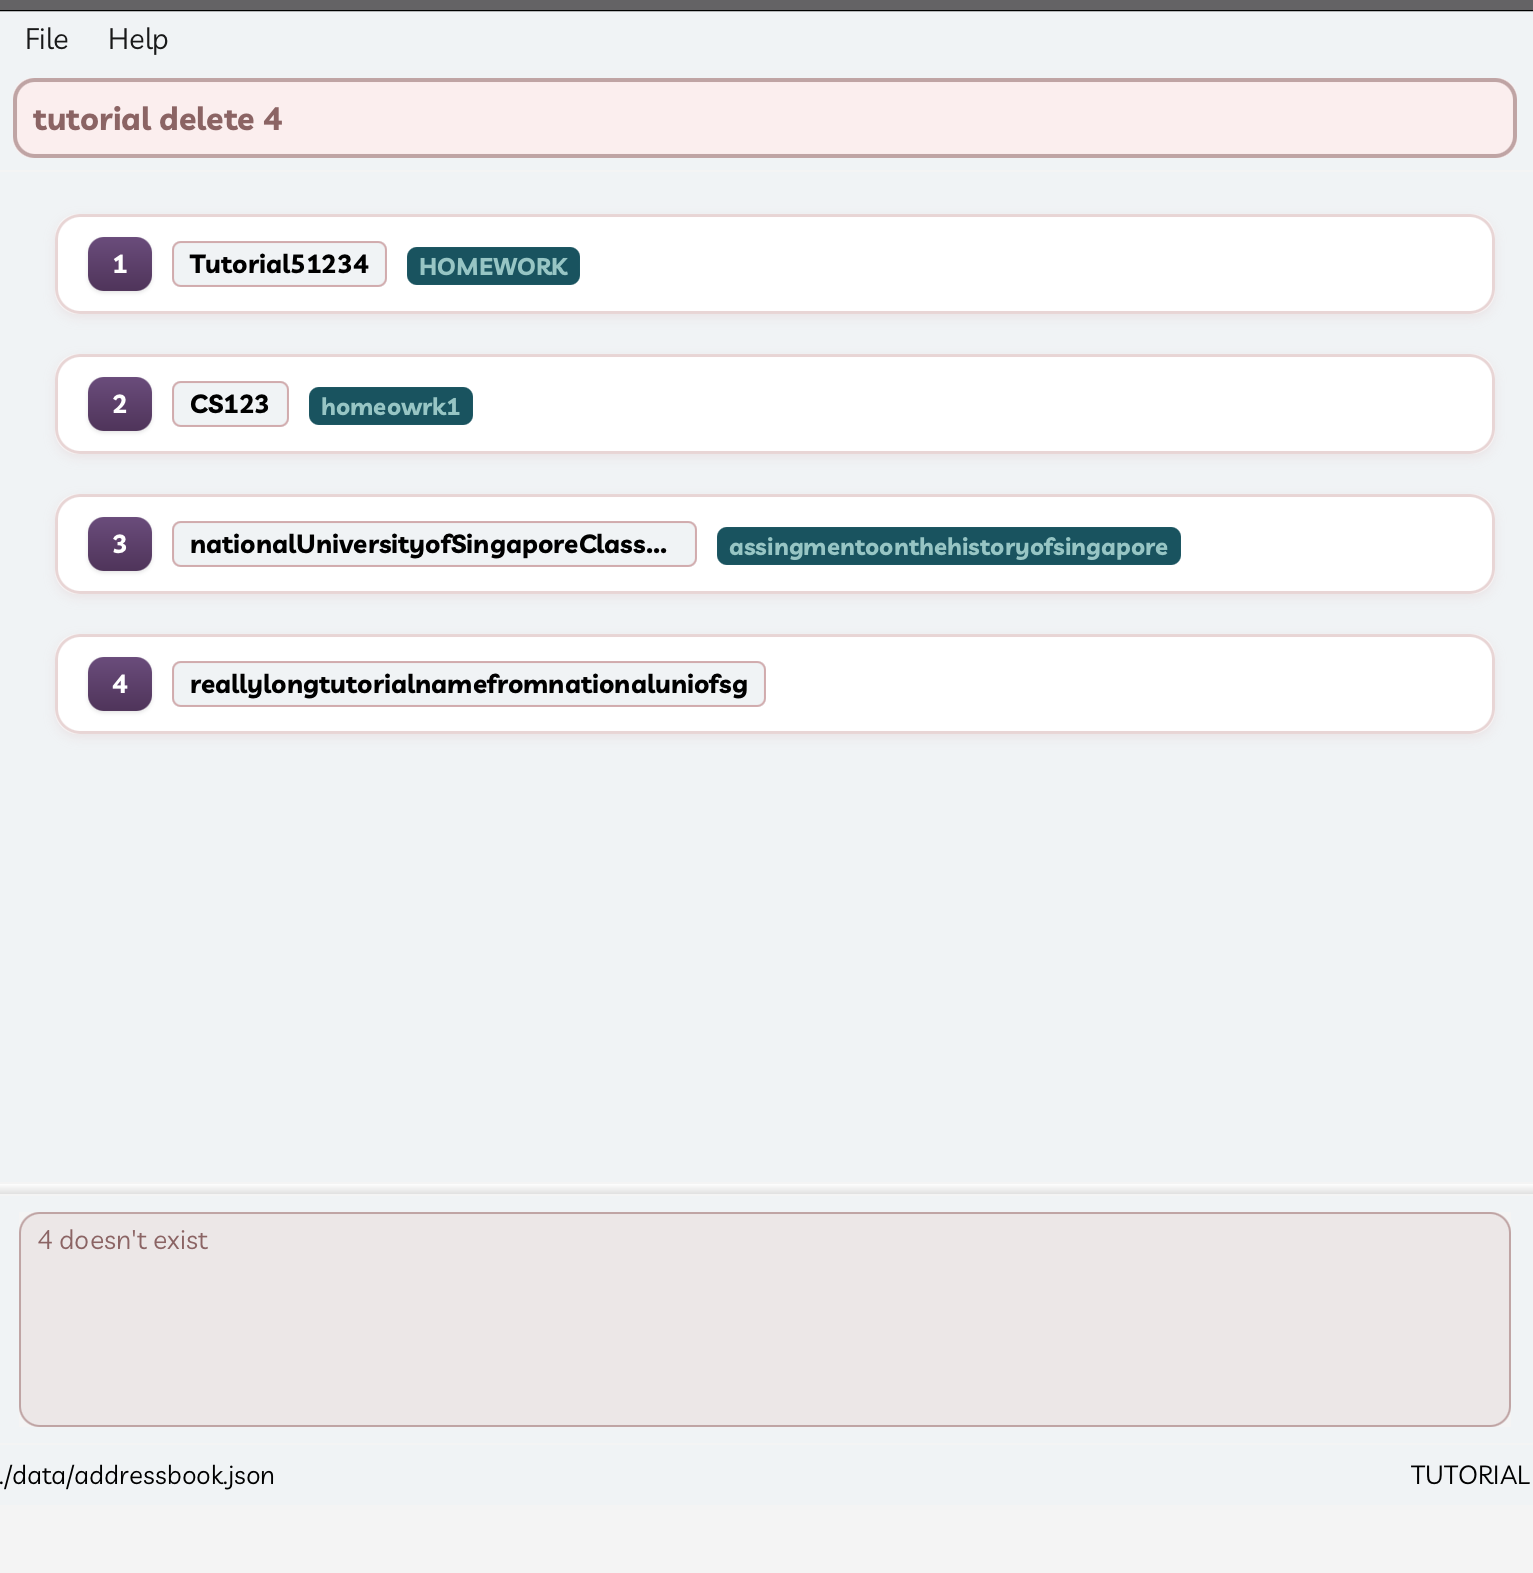 File Help
tutorial delete 4
1 Tutorial51234 HOMEWORK
2 CS123 homeowrk1
3 nationalUniversityofSingaporeClass... assingmentoonthehistoryofsingapore
4 reallylongtutorialnamefromnationaluniofsg
4 doesn't exist
./data/addressbook.json TUTORIAL